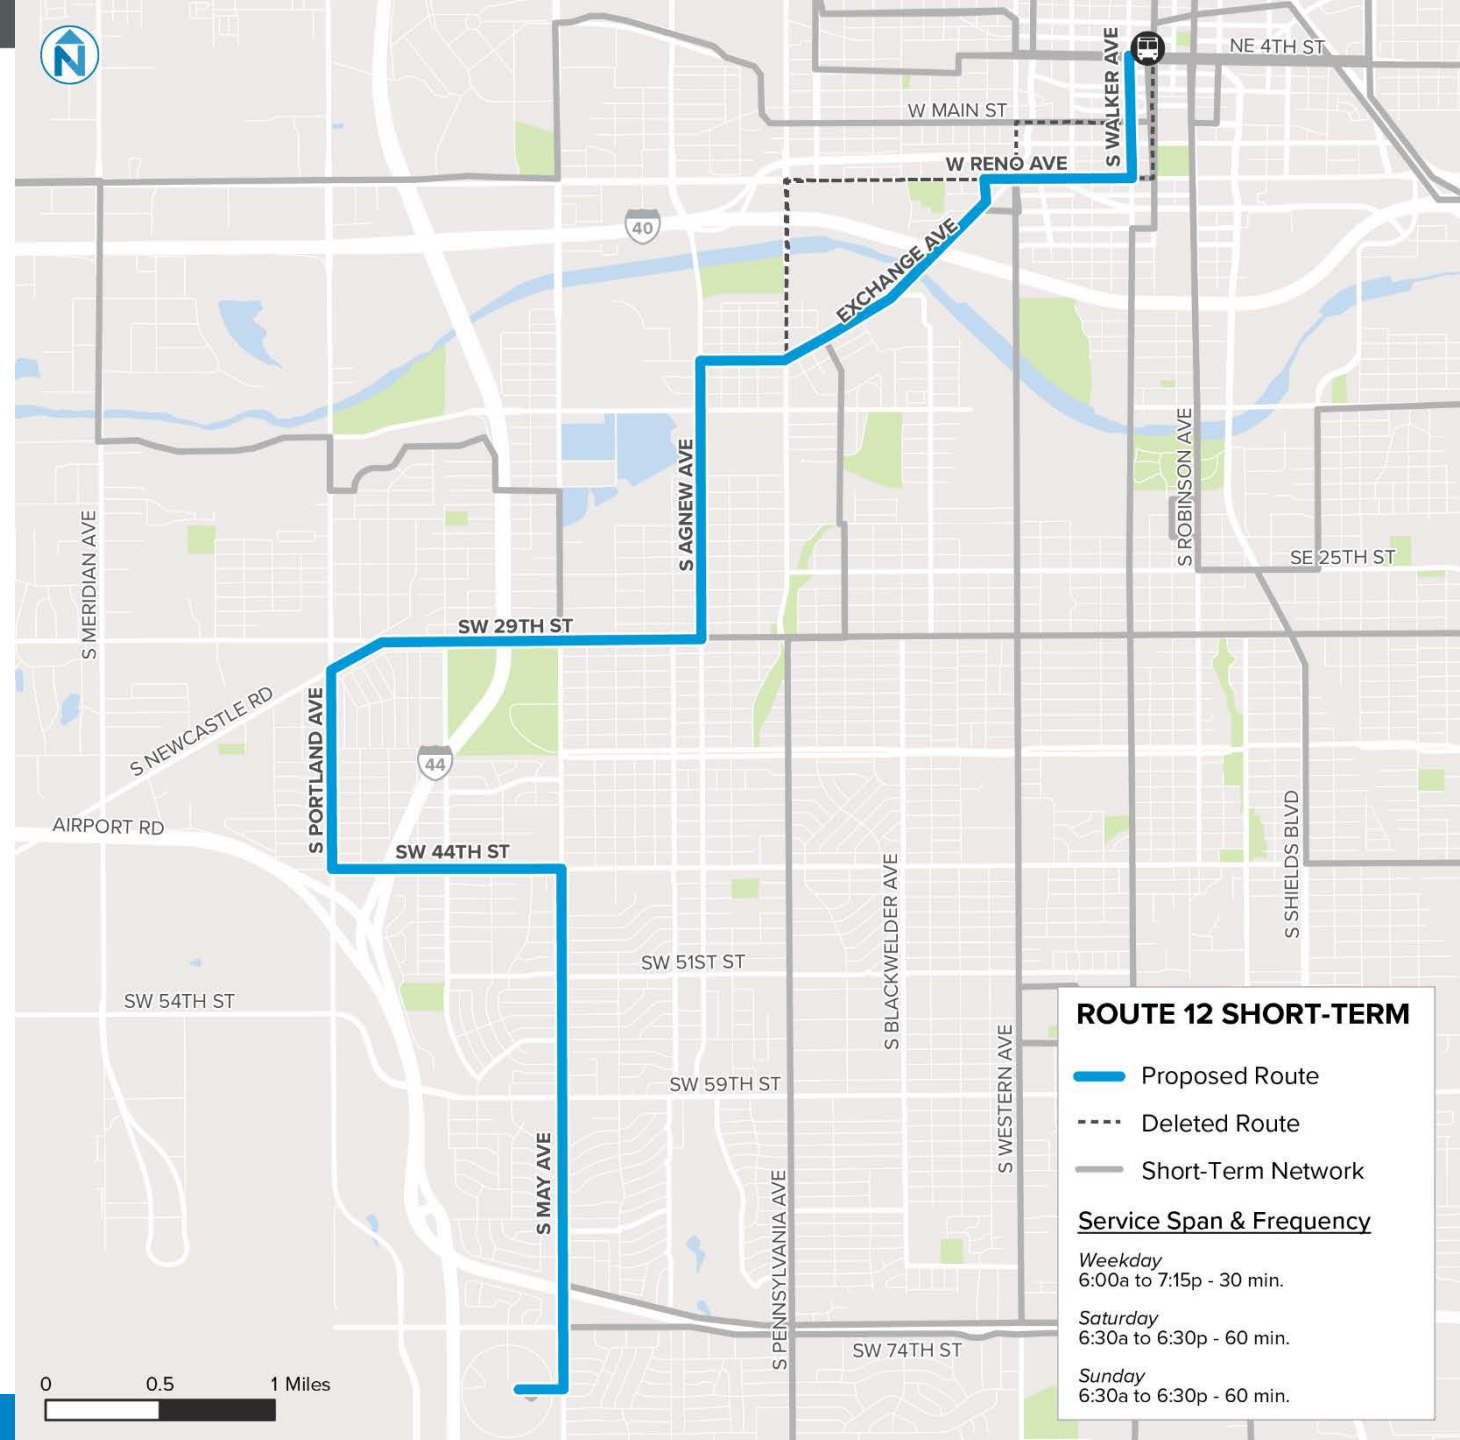 N
S WALKER AVE
NE 4TH ST
W MAIN ST
W RENO AVE
40
EXCHANGE AVE
S AGNEW AVE
S ROBINSON AVE
S MERIDIAN AVE
SE 25TH ST
SW 29TH ST
S NEWCASTLE RD
S PORTLAND AVE
44
AIRPORT RD
SW 44TH ST
S BLACKWELDER AVE
S SHIELDS BLVD
SW 51ST ST
SW 54TH ST
SW 59TH ST
S WESTERN AVE
S MAY AVE
S PENNSYLVANIA AVE
SW 74TH ST
ROUTE 12 SHORT-TERM
Proposed Route
Deleted Route
Short-Term Network
Service Span & Frequency
Weekday
6:00a to 7:15p - 30 min.
Saturday
6:30a to 6:30p - 60 min.
Sunday
6:30a to 6:30p - 60 min.
0 0.5 1 Miles